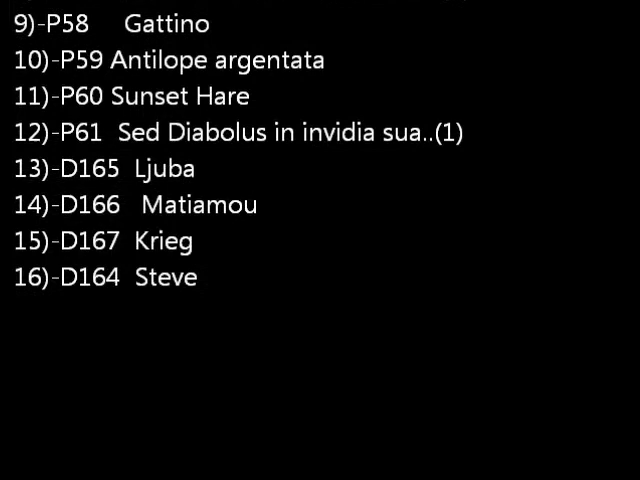 9)-P58 Gattino
10)-P59 Antilope argentata
11)-P60 Sunset Hare
12)-P61 Sed Diabolus in invidia sua..(1)
13)-D165 Ljuba
14)-D166 Matiamou
15)-D167 Krieg
16)-D164 Steve